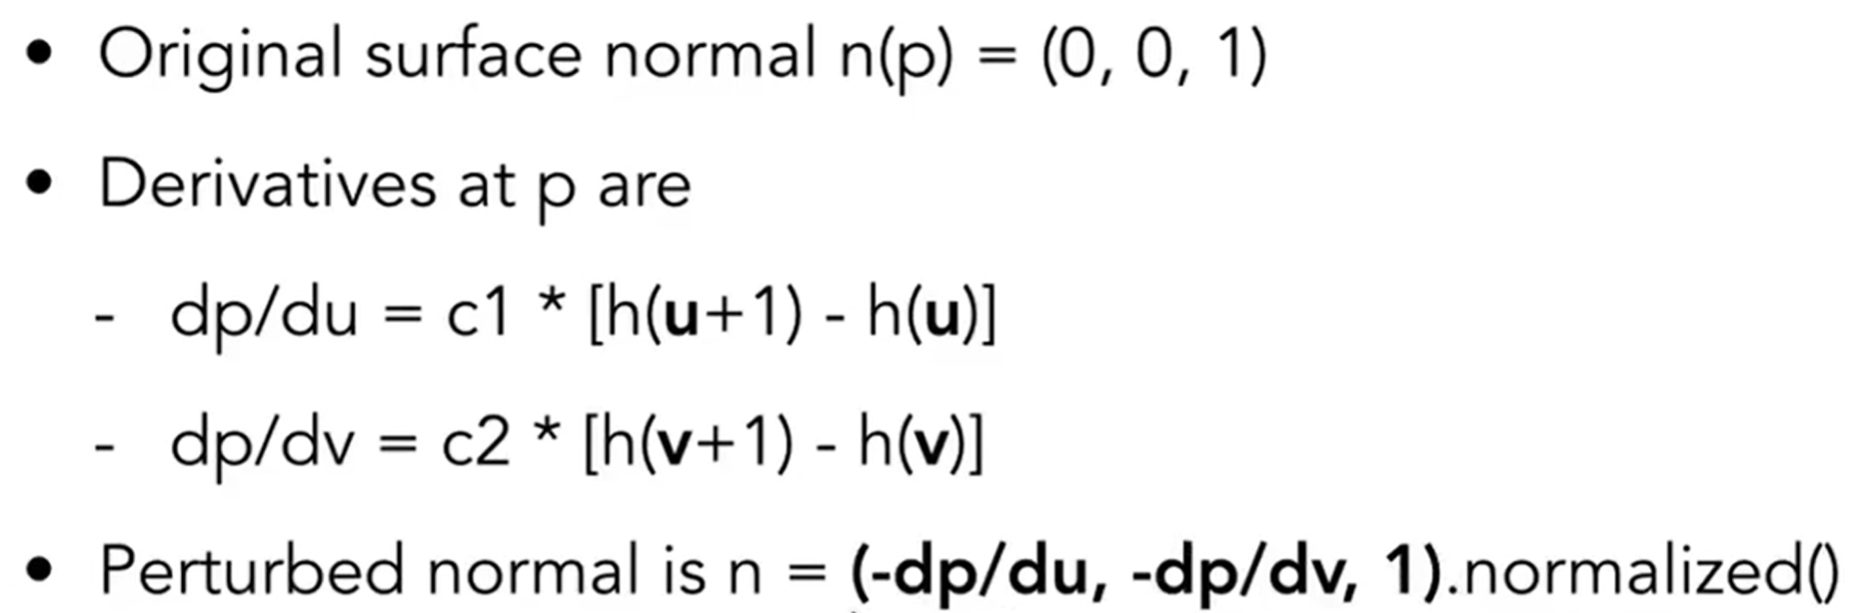 • Original surface normal n(p) = (0, 0, 1)
• Derivatives at p are
- dp/du = c1 * [h(u+1) - h(u)]
- dp/dv = c2 * [h(v+1) - h(v)]
• Perturbed normal is n = (-dp/du, -dp/dv, 1).normalized()